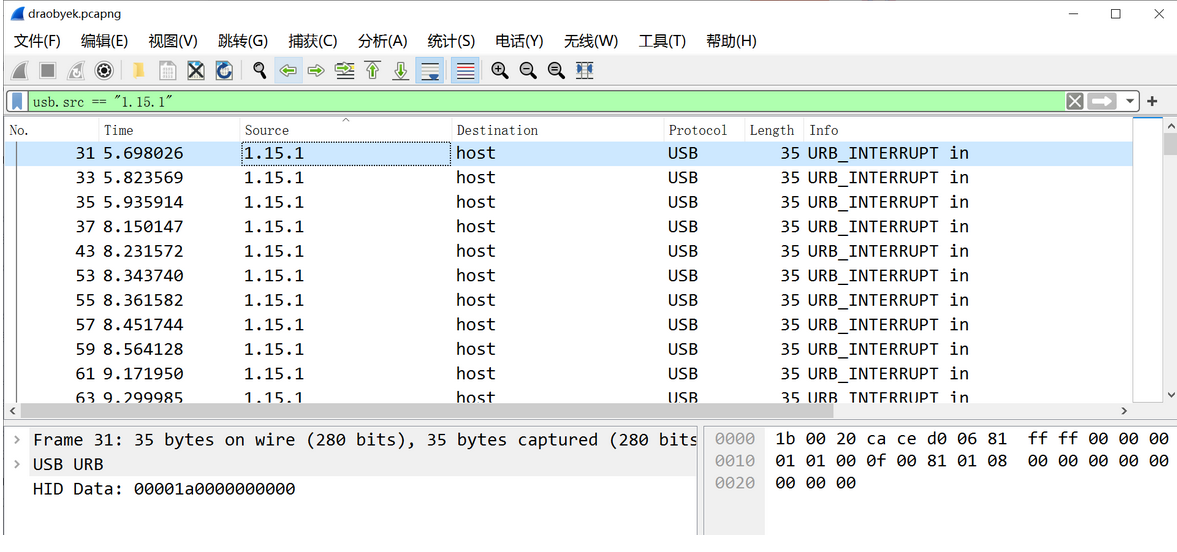 draobyek.pcapng
文件(F) 编辑(E) 视图(V) 跳转(G) 捕获(C) 分析(A) 统计(S) 电话(Y) 无线(W) 工具(T) 帮助(H)
usb.src == "1.15.1"
No. Time Source Destination Protocol Length Info
31 5.698026 1.15.1 host USB 35 URB_INTERRUPT in
33 5.823569 1.15.1 host USB 35 URB_INTERRUPT in
35 5.935914 1.15.1 host USB 35 URB_INTERRUPT in
37 8.150147 1.15.1 host USB 35 URB_INTERRUPT in
43 8.231572 1.15.1 host USB 35 URB_INTERRUPT in
53 8.343740 1.15.1 host USB 35 URB_INTERRUPT in
55 8.361582 1.15.1 host USB 35 URB_INTERRUPT in
57 8.451744 1.15.1 host USB 35 URB_INTERRUPT in
59 8.564128 1.15.1 host USB 35 URB_INTERRUPT in
61 9.171950 1.15.1 host USB 35 URB_INTERRUPT in
63 9.299985 1.15.1 host USB 35 URB_INTERRUPT in
Frame 31: 35 bytes on wire (280 bits), 35 bytes captured (280 bits
USB URB
HID Data: 00001a0000000000
0000 1b 00 20 ca ce d0 06 81 ff ff 00 00 00
0010 01 01 00 0f 00 81 01 08 00 00 00 00 00
0020 00 00 00